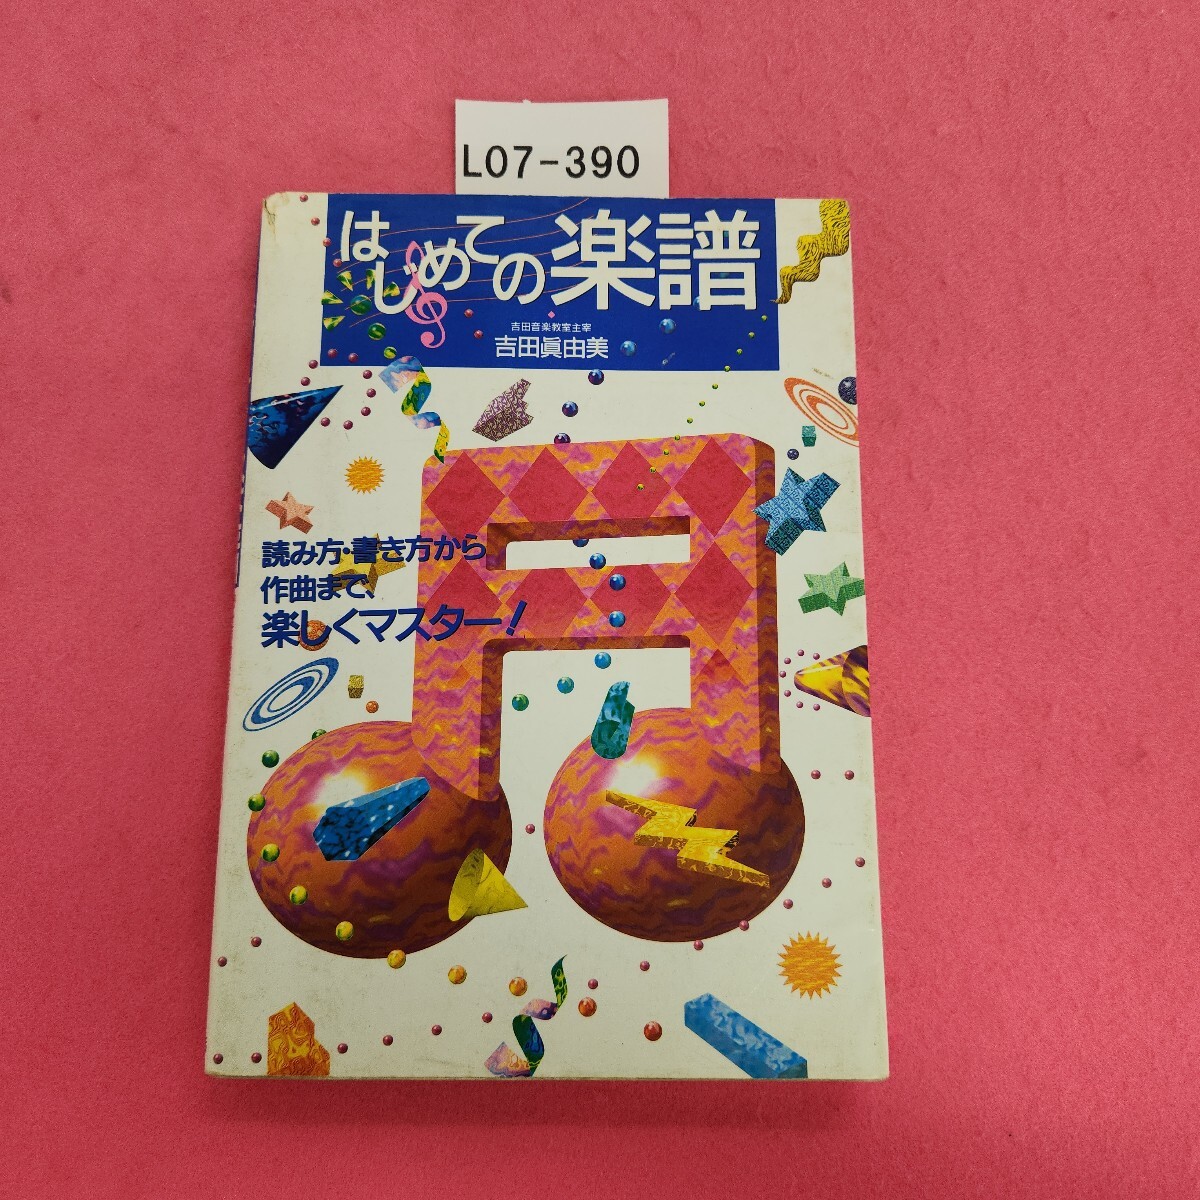 L07-390
はじめての楽譜
吉田音楽教室主宰
吉田眞由美
読み方・書き方から
作曲まで、
楽しくマスター!